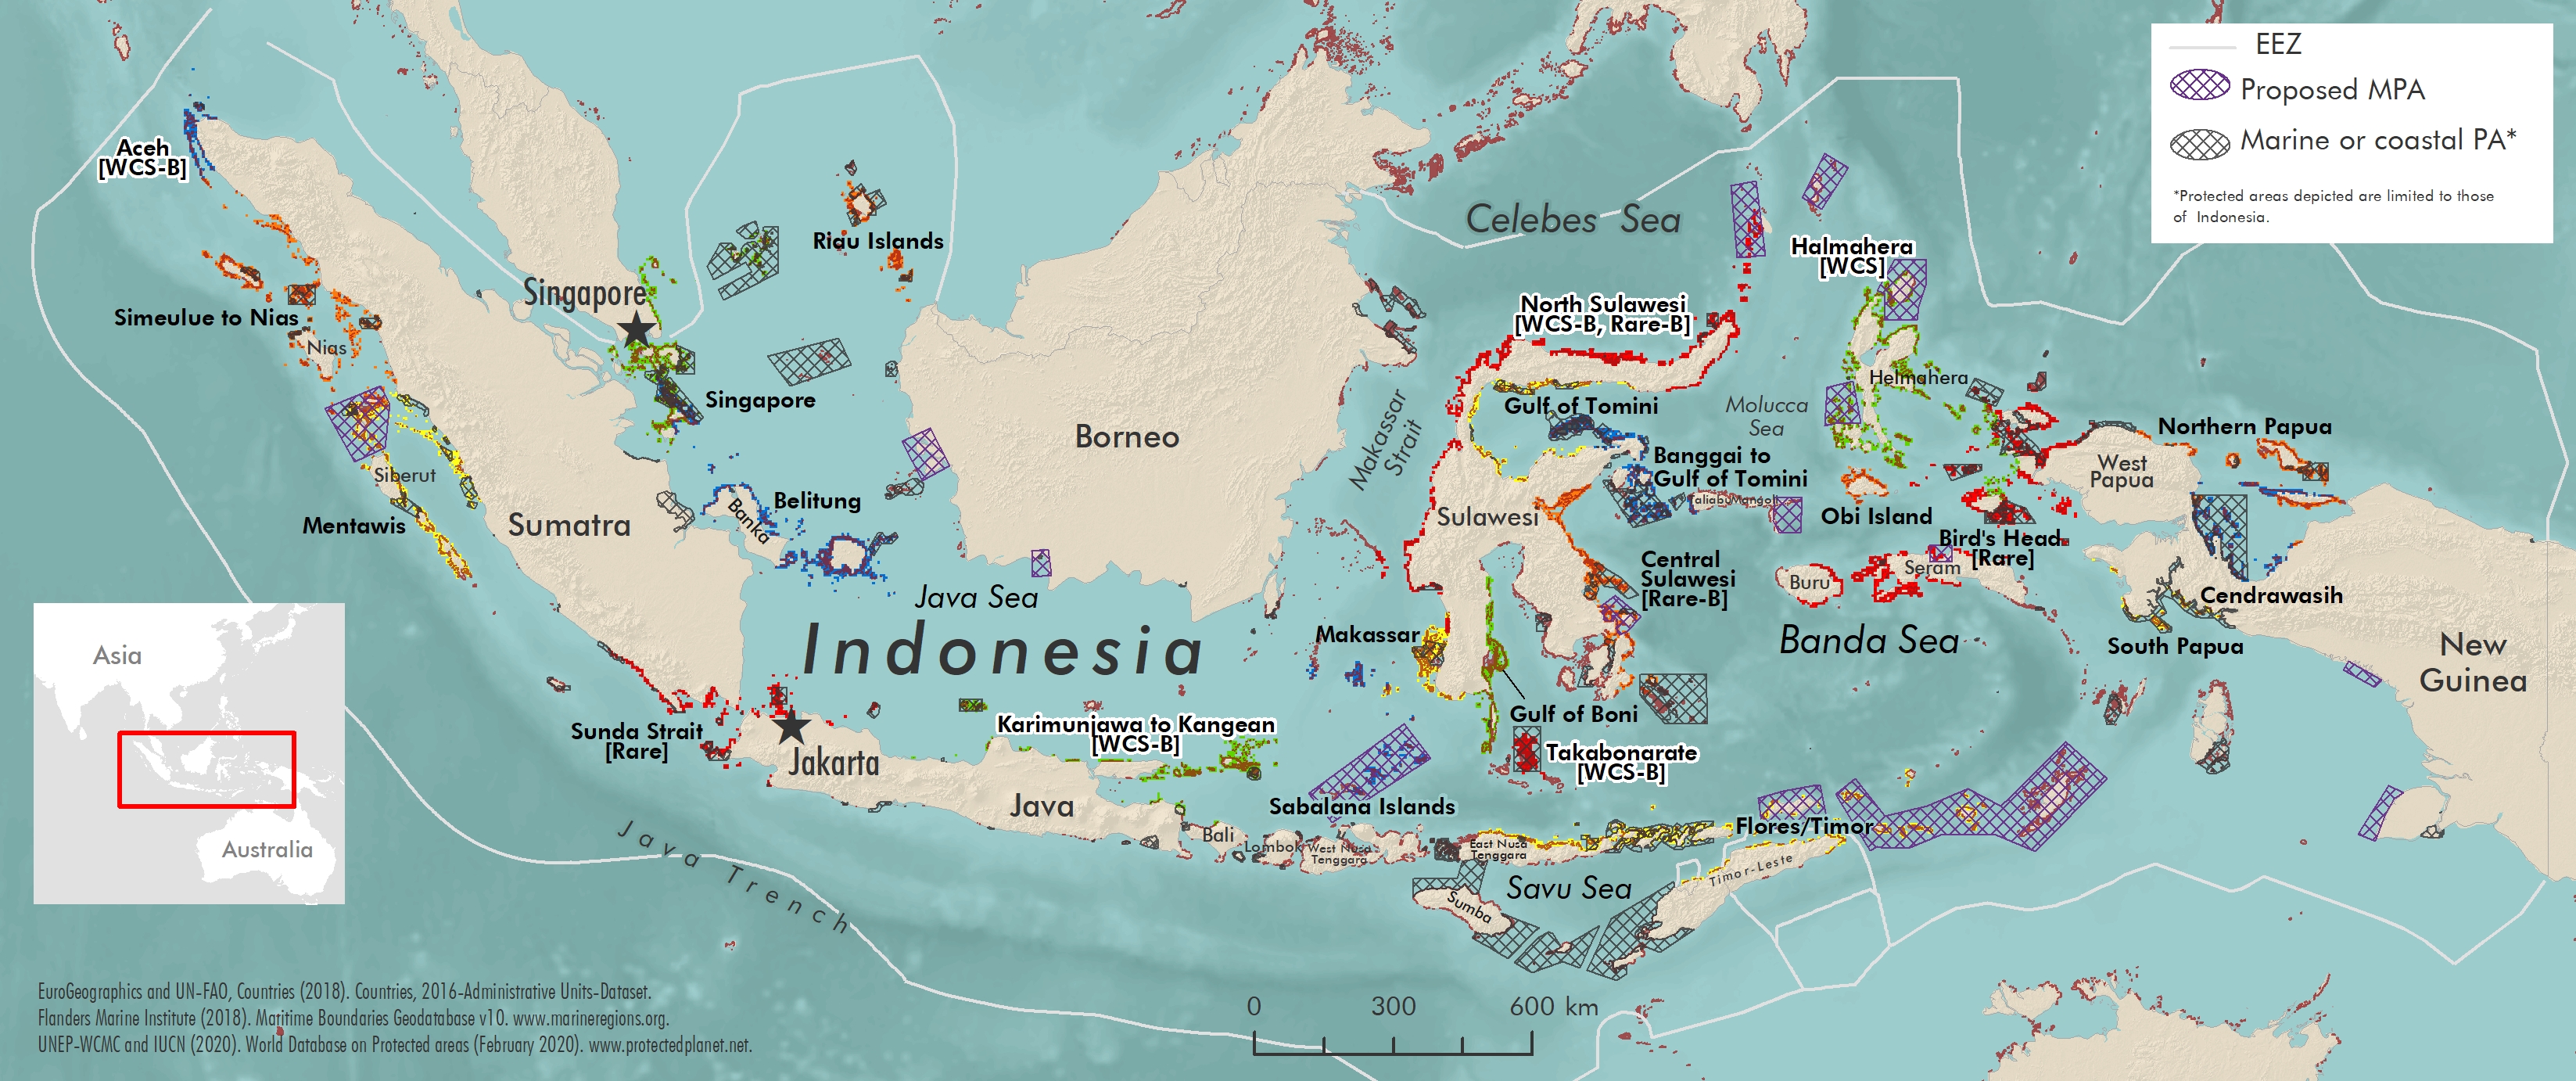 EEZ
Proposed MPA
Marine or coastal PA*
*Protected areas depicted are limited to those
of Indonesia.
Aceh
[WCS-B]
Simeulue to Nias
Nias
Siberut
Mentawis
Sumatra
Singapore
Riau Islands
Singapore
Belitung
Banka
Borneo
Java Sea
Indonesia
Sunda Strait
[Rare]
Jakarta
Java
Karimunjawa to Kangean
[WCS-B]
Java Trench
Bali
Lombok
West Nusa
Tenggara
East Nusa
Tenggara
Sumba
Savu Sea
Timor-Leste
Flores/Timor
Sabalana Islands
Takabonarate
[WCS-B]
Gulf of Boni
Makassar
Makassar
Strait
Celebes Sea
North Sulawesi
[WCS-B, Rare-B]
Gulf of Tomini
Molucca
Sea
Banggai to
Gulf of Tomini
Sulawesi
Central
Sulawesi
[Rare-B]
Halmahera
[WCS]
Helmahera
Obi Island
Bird's Head
[Rare]
Buru
Seram
Banda Sea
West
Papua
Northern Papua
Cendrawasih
South Papua
New
Guinea
Asia
Australia
0 300 600 km
EuroGeographics and UN-FAO, Countries (2018). Countries, 2016-Administrative Units-Dataset.
Flanders Marine Institute (2018). Maritime Boundaries Geodatabase v10. www.marineregions.org.
UNEP-WCMC and IUCN (2020). World Database on Protected areas (February 2020). www.protectedplanet.net.